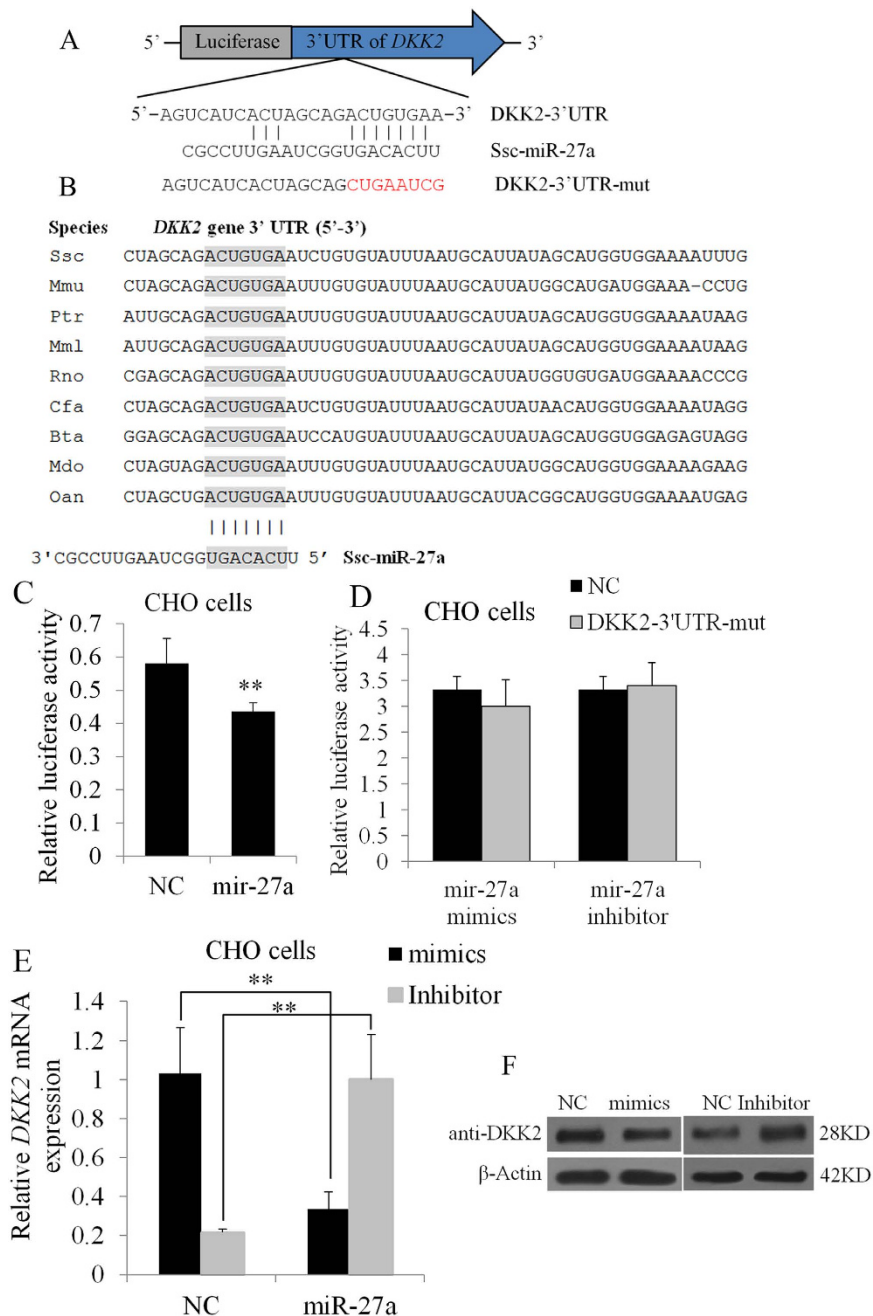 A
5'
Luciferase
3'UTR of DKK2
3'
5'-AGUCAUCACUAGCAGACUGUGAA-3' DKK2-3'UTR
CGCCUUGAAUCGGUGACACUU Ssc-miR-27a
AGUCAUCACUAGCAGCUGAAUCG DKK2-3'UTR-mut
B
Species DKK2 gene 3' UTR (5'-3')
Ssc CUAGCAGACUGUGAAUCUGUGUAUUUAAUGCAUUAUAGCAUGGUGGAAAAUUUG
Mmu CUAGCAGACUGUGAAUUUGUGUAUUUAAUGCAUUAUGGCAUGAUGGAAA-CCUG
Ptr AUUGCAGACUGUGAAUUUGUGUAUUUAAUGCAUUAUAGCAUGGUGGAAAAUAAG
Mml AUUGCAGACUGUGAAUUUGUGUAUUUAAUGCAUUAUAGCAUGGUGGAAAAUAAG
Rno CGAGCAGACUGUGAAUUUGUGUAUUUAAUGCAUUAUGGUGUGAUGGAAAACCCG
Cfa CUAGCAGACUGUGAAUCUGUGUAUUUAAUGCAUUAUAACAUGGUGGAAAAUAGG
Bta GGAGCAGACUGUGAAUCCAUGUAUUUAAUGCAUUAUAGCAUGGUGGAGAGUAGG
Mdo CUAGUAGACUGUGAAUUUGUGUAUUUAAUGCAUUAUGGCAUGGUGGAAAAGAAG
Oan CUAGCUGACUGUGAAUUUGUGUAUUUAAUGCAUUACGGCAUGGUGGAAAAUGAG
3'CGCCUUGAAUCGGUGACACUU 5' Ssc-miR-27a
C
CHO cells
Relative luciferase activity
0.7
0.6
0.5
0.4
0.3
0.2
0.1
0
**
NC mir-27a
D
CHO cells
NC
DKK2-3'UTR-mut
Relative luciferase activity
4.5
4
3.5
3
2.5
2
1.5
1
0.5
0
mir-27a mimics
mir-27a inhibitor
E
CHO cells
mimics
Inhibitor
Relative DKK2 mRNA
expression
1.4
1.2
1
0.8
0.6
0.4
0.2
0
**
**
NC miR-27a
F
NC mimics NC Inhibitor
anti-DKK2 28KD
β-Actin 42KD